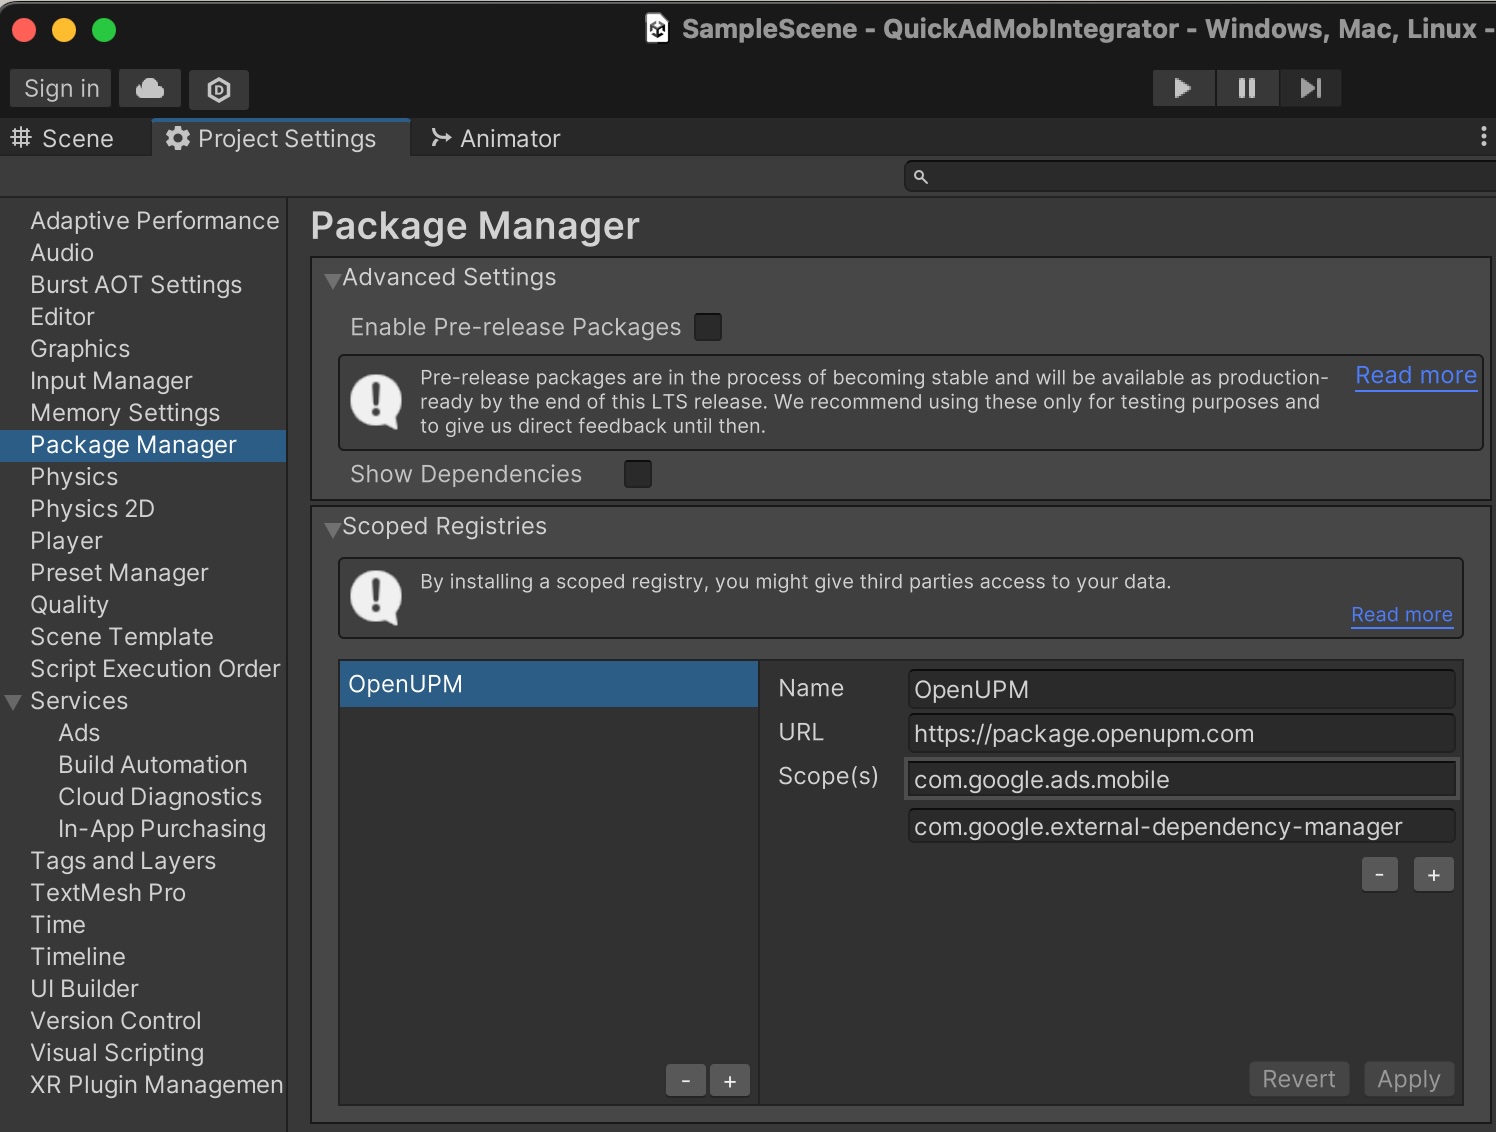 SampleScene - QuickAdMobIntegrator - Windows, Mac, Linux -
Sign in
Scene
Project Settings
Animator
Adaptive Performance
Audio
Burst AOT Settings
Editor
Graphics
Input Manager
Memory Settings
Package Manager
Physics
Physics 2D
Player
Preset Manager
Quality
Scene Template
Script Execution Order
Services
Ads
Build Automation
Cloud Diagnostics
In-App Purchasing
Tags and Layers
TextMesh Pro
Time
Timeline
UI Builder
Version Control
Visual Scripting
XR Plugin Managemen
Package Manager
Advanced Settings
Enable Pre-release Packages
Pre-release packages are in the process of becoming stable and will be available as production-
ready by the end of this LTS release. We recommend using these only for testing purposes and
to give us direct feedback until then.
Read more
Show Dependencies
Scoped Registries
By installing a scoped registry, you might give third parties access to your data.
Read more
OpenUPM
- +
Name OpenUPM
URL https://package.openupm.com
Scope(s) com.google.ads.mobile
com.google.external-dependency-manager
- +
Revert Apply